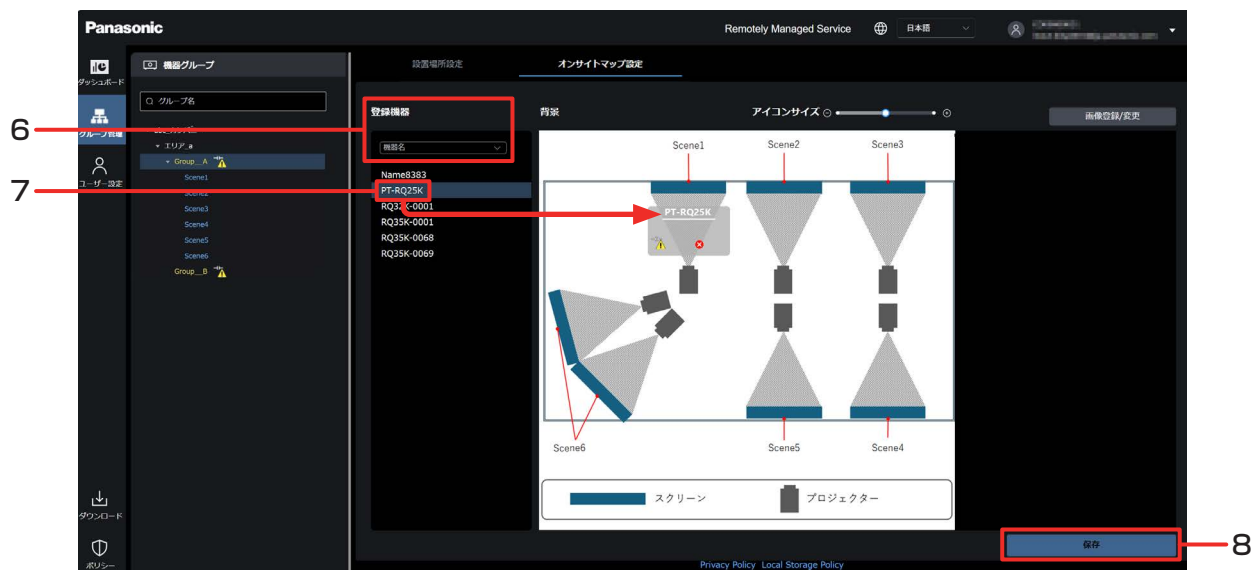 Panasonic
Remotely Managed Service
日本語
ダッシュボード
グループ管理
ユーザー設定
ダウンロード
ポリシー
機器グループ
グループ名
エリア_a
Group__A
Scene1
Scene2
Scene3
Scene4
Scene5
Scene6
Group__B
設置場所設定
オンサイトマップ設定
6
登録機器
機器名
7
Name8383
PT-RQ25K
RQ32K-0001
RQ35K-0001
RQ35K-0068
RQ35K-0069
背景
アイコンサイズ
画像登録/変更
Scene1
Scene2
Scene3
PT-RQ25K
Scene6
Scene5
Scene4
スクリーン
プロジェクター
保存
8
Privacy Policy
Local Storage Policy